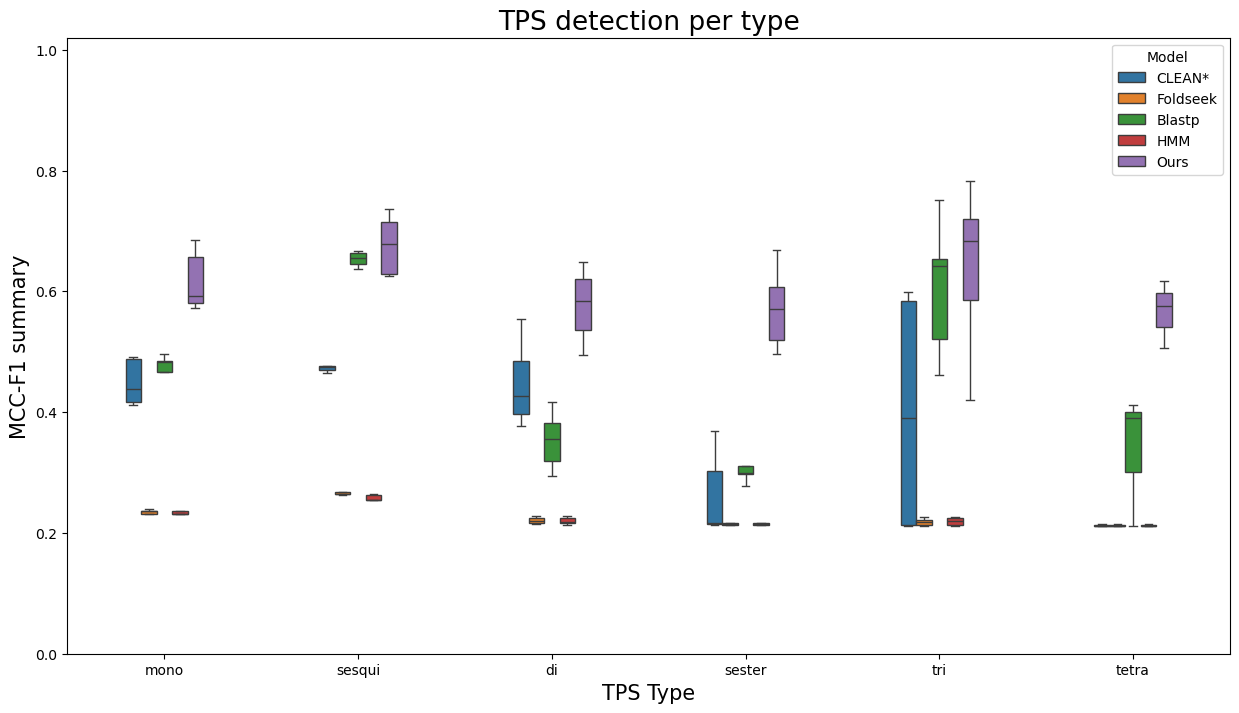 TPS detection per type
Model
CLEAN*
Foldseek
Blastp
HMM
Ours
1.0
0.8
0.6
0.4
0.2
0.0
MCC-F1 summary
mono
sesqui
di
sester
tri
tetra
TPS Type